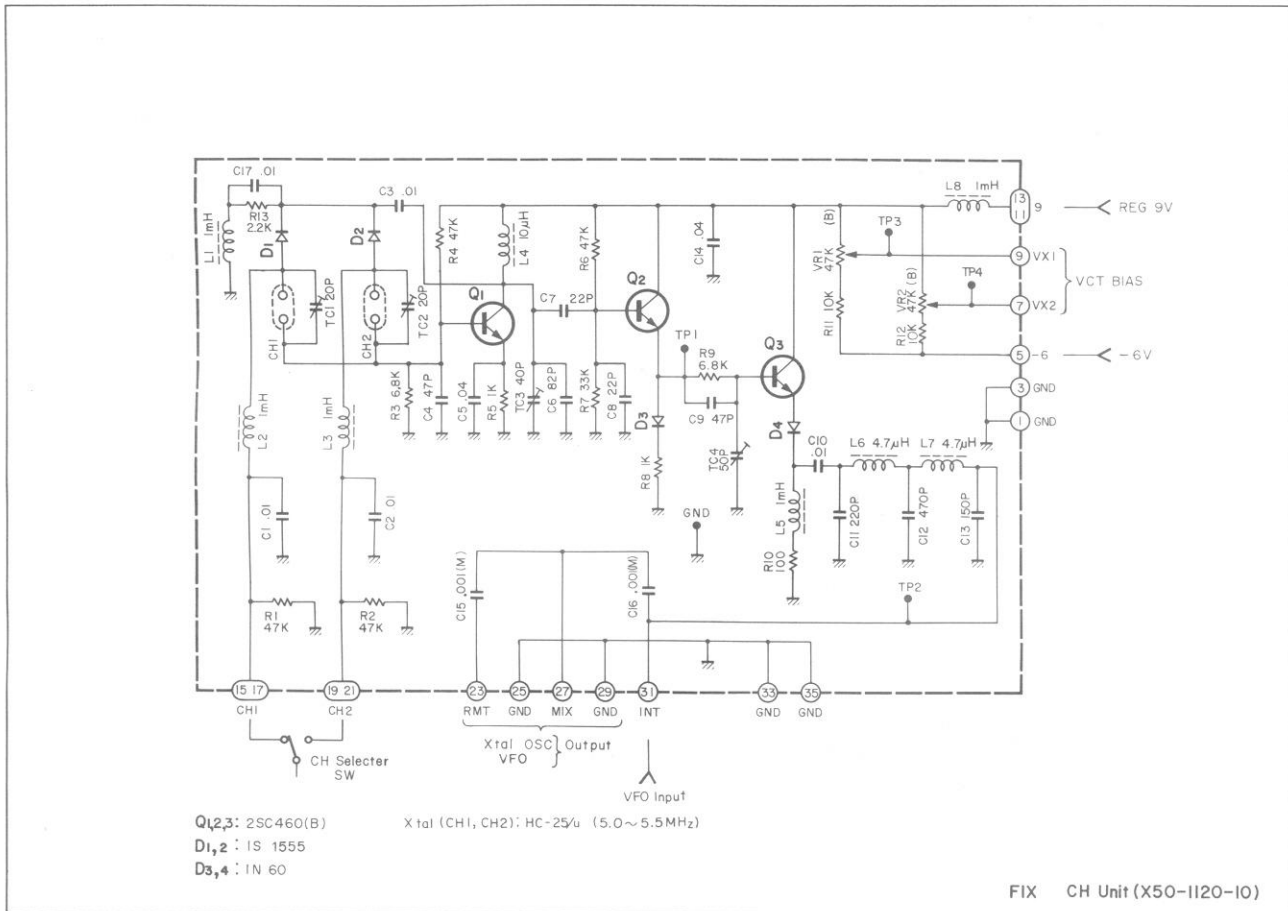 C17 .01
R13
2.2K
L1 1mH
D1
D2
C3 .01
TC1 20P
TC2 20P
CH1
CH2
R4 47K
L4 10μH
R6 47K
Q1
C7 22P
Q2
C14 .04
L8 1mH
13
11
9
REG 9V
(B)
VR1
47K
TP3
9
VX1
VCT BIAS
TP4
VR2
47K (B)
7
VX2
R11 10K
R12
10K
5
-6
-6V
3
GND
1
GND
TP1
R9
6.8K
Q3
C9 47P
R3 6.8K
C4 47P
C5 .04
R5 1K
TC3 40P
C6 82P
R7 33K
C8 22P
D3
D4
R8 1K
TC4
50P
C10
.01
L6 4.7μH
L7 4.7μH
L2 1mH
L3 1mH
L5 1mH
R10
100
C11 220P
C12 470P
C13 150P
GND
C1 .01
C2 .01
C15 .001(M)
C16 .001(M)
TP2
R1
47K
R2
47K
15 17
19 21
23
25
27
29
31
33
35
CH1
CH2
RMT
GND
MIX
GND
INT
GND
GND
CH Selecter
SW
Xtal OSC
VFO
Output
VFO Input
Q1,2,3: 2SC460(B)
Xtal (CH1, CH2): HC-25/u (5.0~5.5MHz)
D1,2 : IS 1555
D3,4 : IN 60
FIX CH Unit (X50-1120-10)